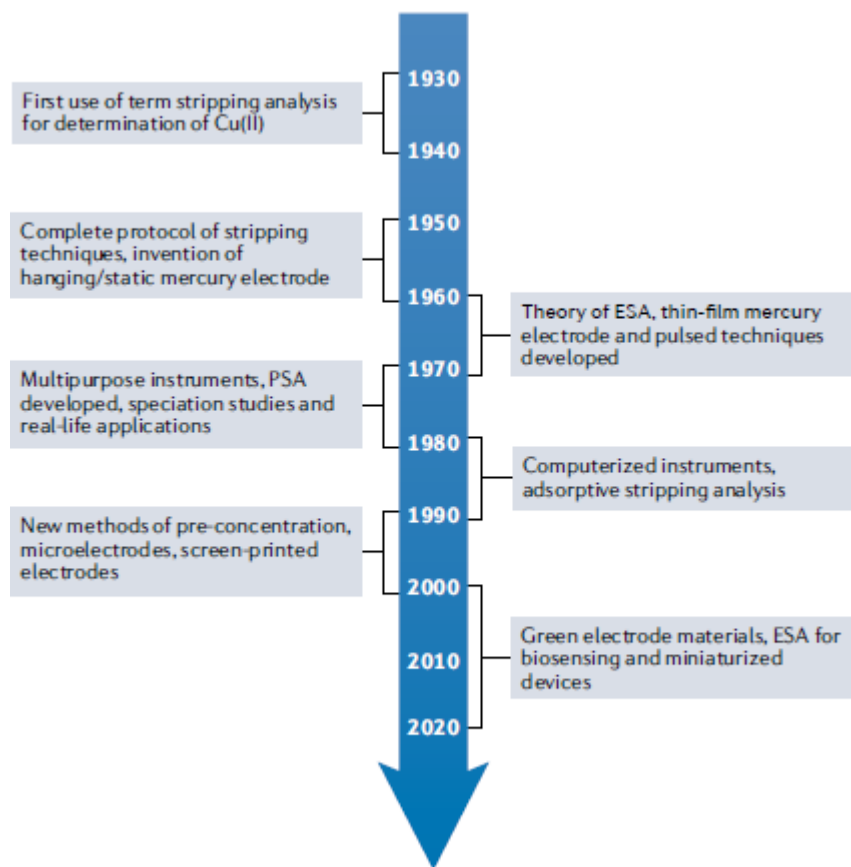 1930
First use of term stripping analysis
for determination of Cu(II)
1940
1950
Complete protocol of stripping
techniques, invention of
hanging/static mercury electrode
1960
Theory of ESA, thin-film mercury
electrode and pulsed techniques
developed
1970
Multipurpose instruments, PSA
developed, speciation studies and
real-life applications
1980
Computerized instruments,
adsorptive stripping analysis
1990
New methods of pre-concentration,
microelectrodes, screen-printed
electrodes
2000
Green electrode materials, ESA for
biosensing and miniaturized
devices
2010
2020